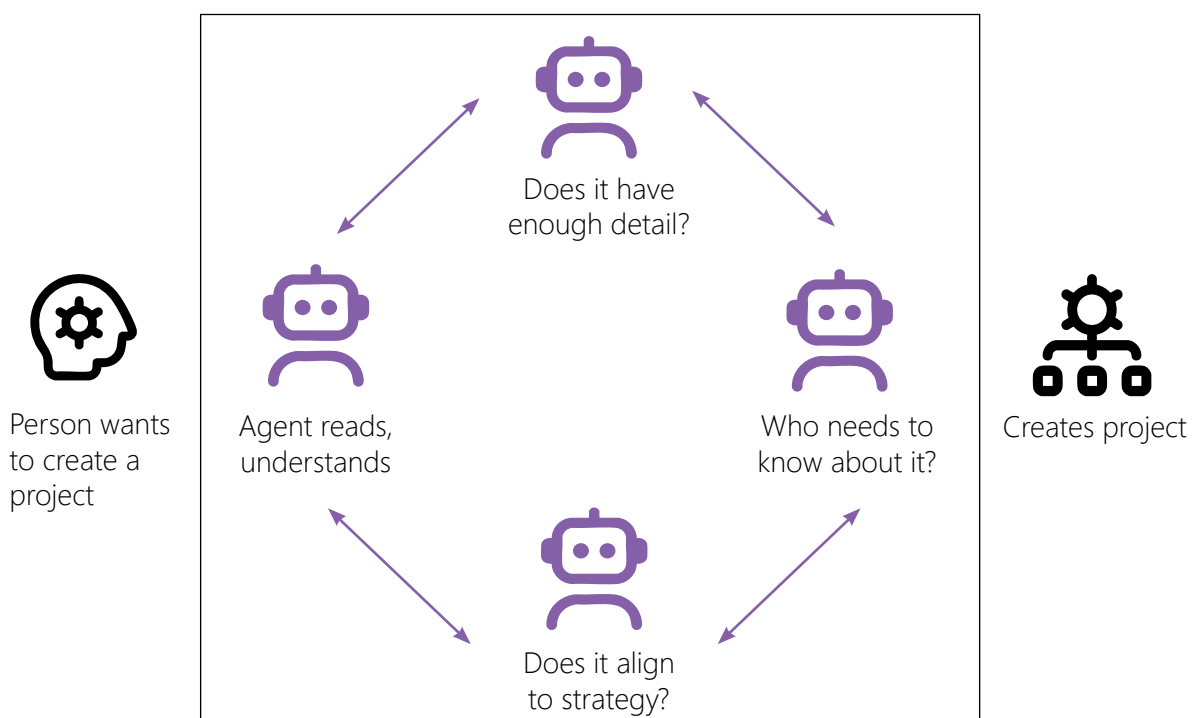 Does it have
enough detail?
Person wants
to create a
project
Agent reads,
understands
Who needs to
know about it?
Creates project
Does it align
to strategy?